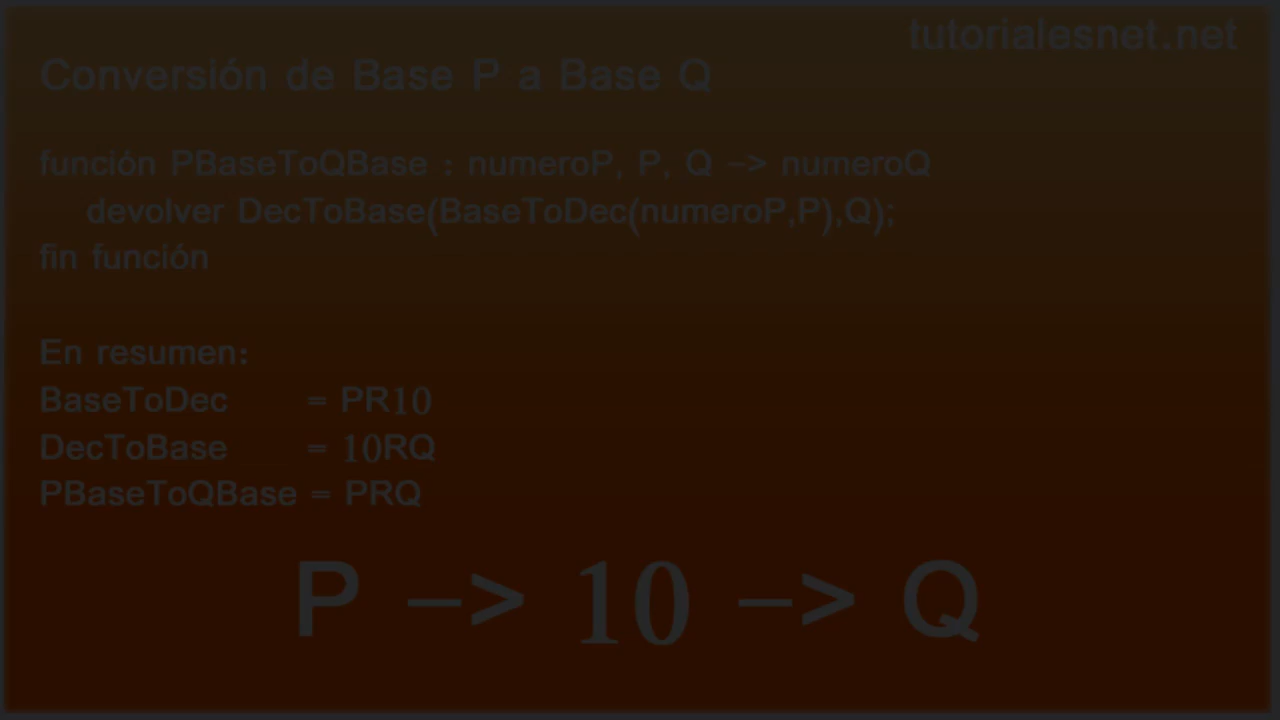 tutorialesnet.net
Conversión de Base P a Base Q
función PBaseToQBase : numeroP, P, Q –> numeroQ
devolver DecToBase(BaseToDec(numeroP,P),Q);
fin función
En resumen:
BaseToDec = PR10
DecToBase = 10RQ
PBaseToQBase = PRQ
P –> 10 –> Q